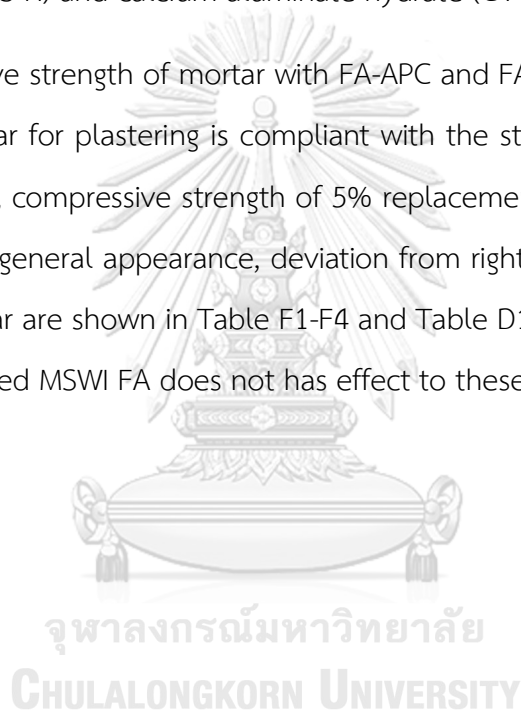 and calcium aluminate hydrate
ve strength of mortar with FA-APC and FA
ar for plastering is compliant with the st
compressive strength of 5% replaceme
general appearance, deviation from right
ar are shown in Table F1-F4 and Table D1
ed MSWI FA does not has effect to these
จุฬาลงกรณ์มหาวิทยาลัย
CHULALONGKORN UNIVERSITY